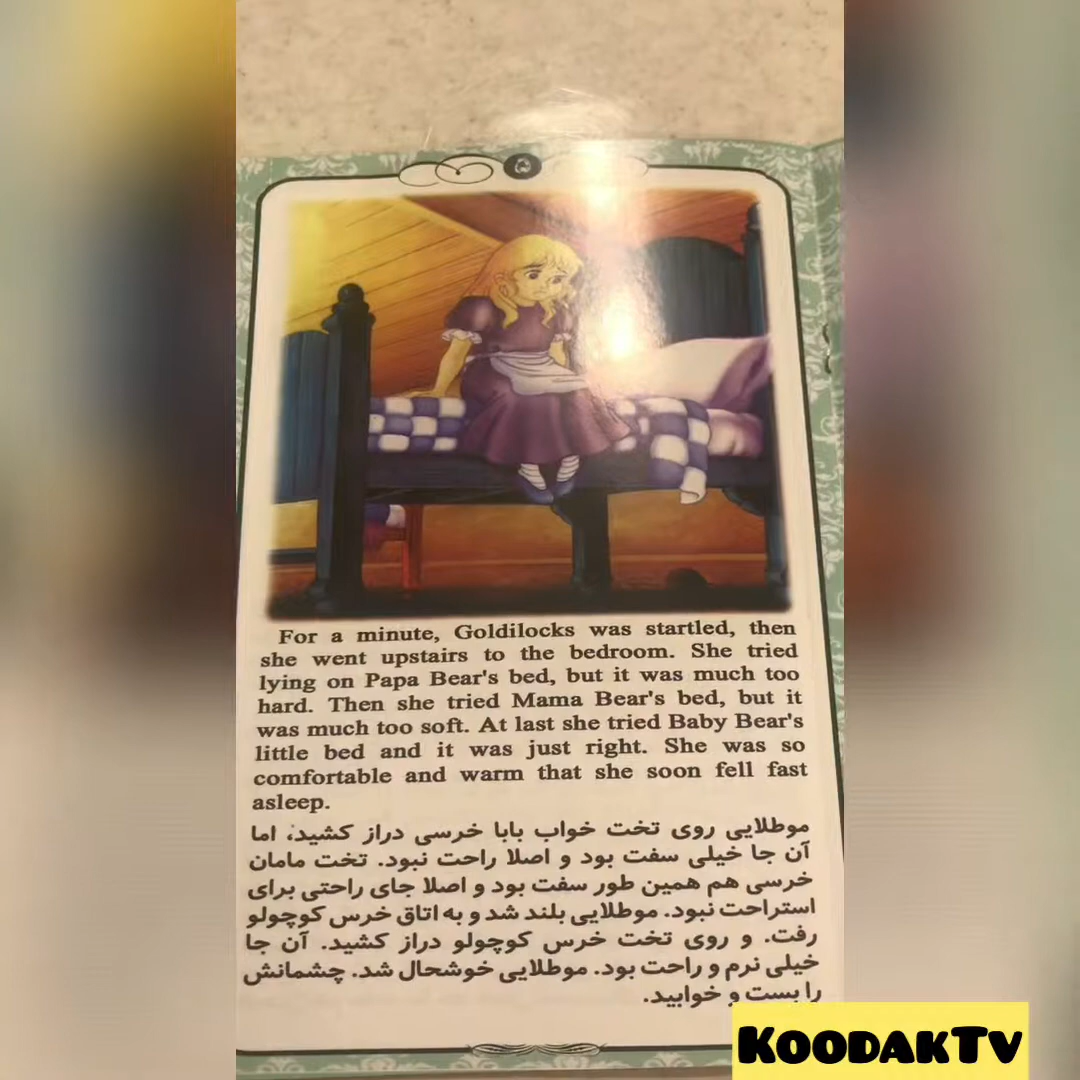 ۵
For a minute, Goldilocks was startled, then
she went upstairs to the bedroom. She tried
lying on Papa Bear's bed, but it was much too
hard. Then she tried Mama Bear's bed, but it
was much too soft. At last she tried Baby Bear's
little bed and it was just right. She was so
comfortable and warm that she soon fell fast
asleep.
موطلایی روی تخت خواب بابا خرسی دراز کشید، اما
آن جا خیلی سفت بود و اصلا راحت نبود. تخت مامان
خرسی هم همین طور سفت بود و اصلا جای راحتی برای
استراحت نبود. موطلایی بلند شد و به اتاق خرس کوچولو
رفت. و روی تخت خرس کوچولو دراز کشید. آن جا
خیلی نرم و راحت بود. موطلایی خوشحال شد. چشمانش
را بست و خوابید.
KOODAKTV